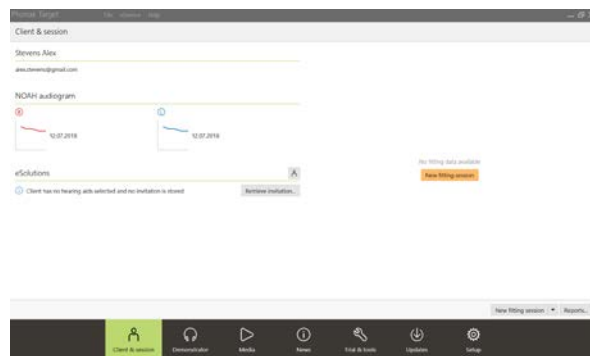 Phonak Target
Help
Client & session
Stevens Alex
alex.stevens@gmail.com
NOAH audiogram
R
L
12.07.2018
12.07.2018
eSolutions
Client has no hearing aids selected and no invitation is stored
Retrieve invitation...
No fitting data available
New fitting session
New fitting session
Reports...
Client & session
Demonstrator
Media
News
Trial & tools
Updates
Setup